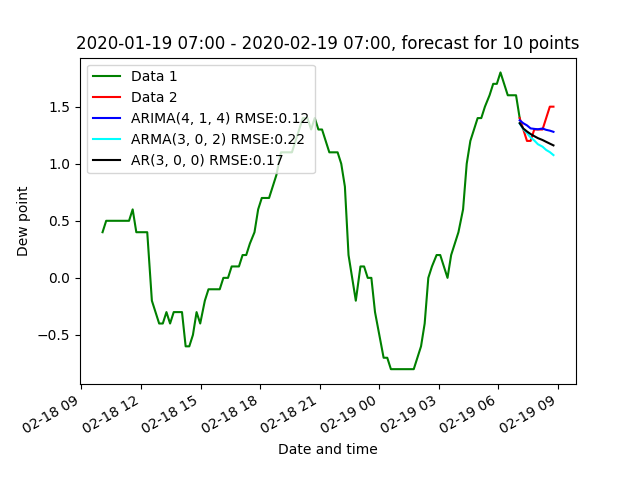 2020-01-19 07:00 - 2020-02-19 07:00, forecast for 10 points
Data 1
Data 2
ARIMA(4, 1, 4) RMSE:0.12
ARMA(3, 0, 2) RMSE:0.22
AR(3, 0, 0) RMSE:0.17
1.5
1.0
0.5
0.0
−0.5
Dew point
02-18 09
02-18 12
02-18 15
02-18 18
02-18 21
02-19 00
02-19 03
02-19 06
02-19 09
Date and time